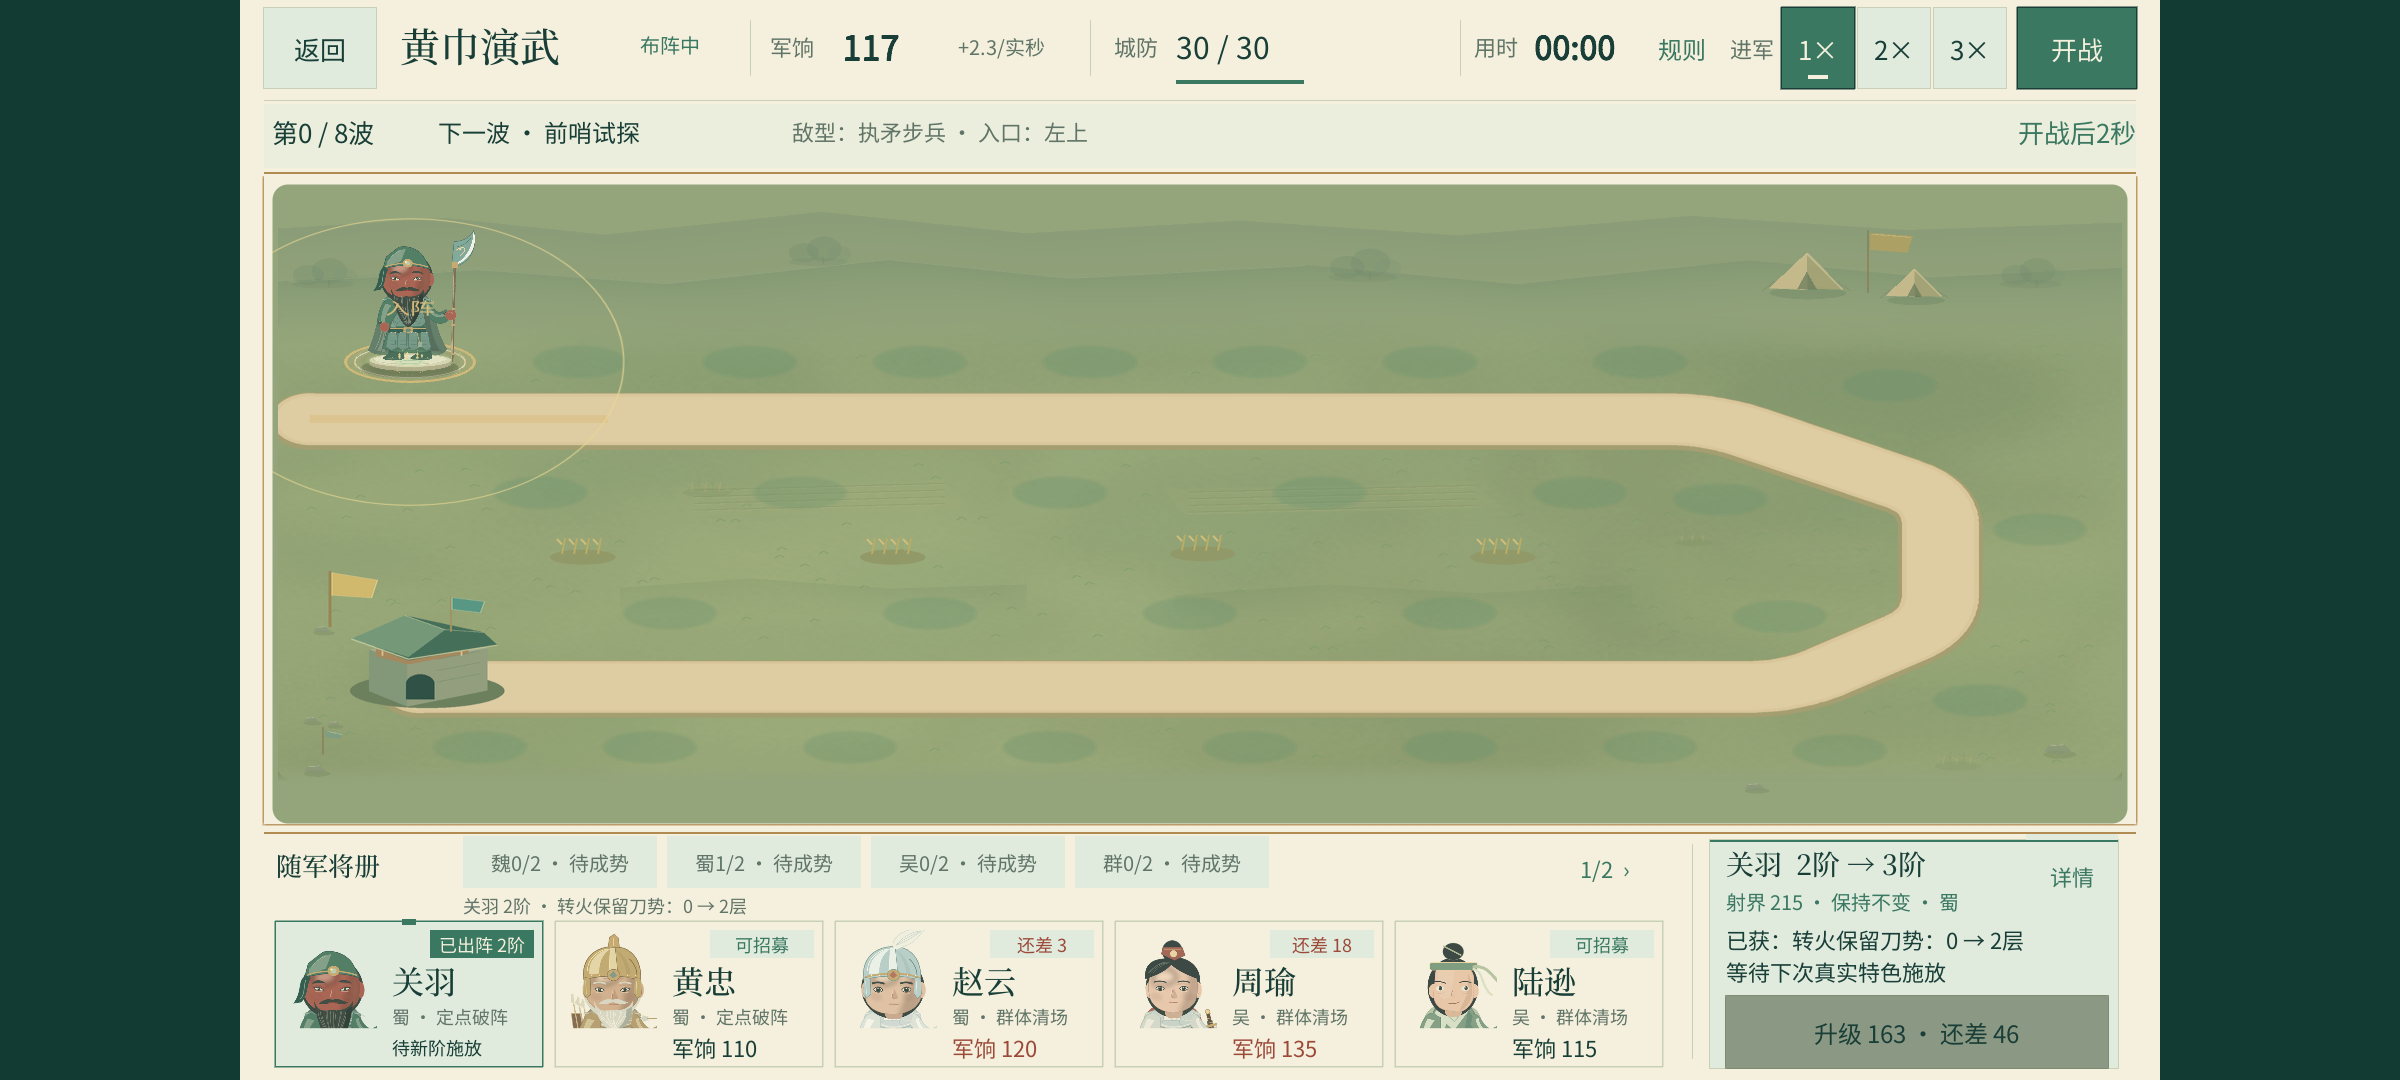 返回
黄巾演武
布阵中
军饷 117 +2.3/实秒
城防 30 / 30
用时 00:00
规则
进军 1× 2× 3×
开战
第0 / 8波
下一波 · 前哨试探
敌型：执矛步兵 · 入口：左上
开战后2秒
入阵
随军将册
魏0/2 · 待成势
蜀1/2 · 待成势
吴0/2 · 待成势
群0/2 · 待成势
1/2 ›
关羽 2阶 · 转火保留刀势：0→2层
已出阵 2阶
关羽
蜀 · 定点破阵
待新阶施放
可招募
黄忠
蜀 · 定点破阵
军饷 110
还差 3
赵云
蜀 · 群体清场
军饷 120
还差 18
周瑜
吴 · 群体清场
军饷 135
可招募
陆逊
吴 · 群体清场
军饷 115
关羽 2阶→3阶
详情
射界 215 · 保持不变 · 蜀
已获：转火保留刀势：0→2层
等待下次真实特色施放
升级 163 · 还差 46